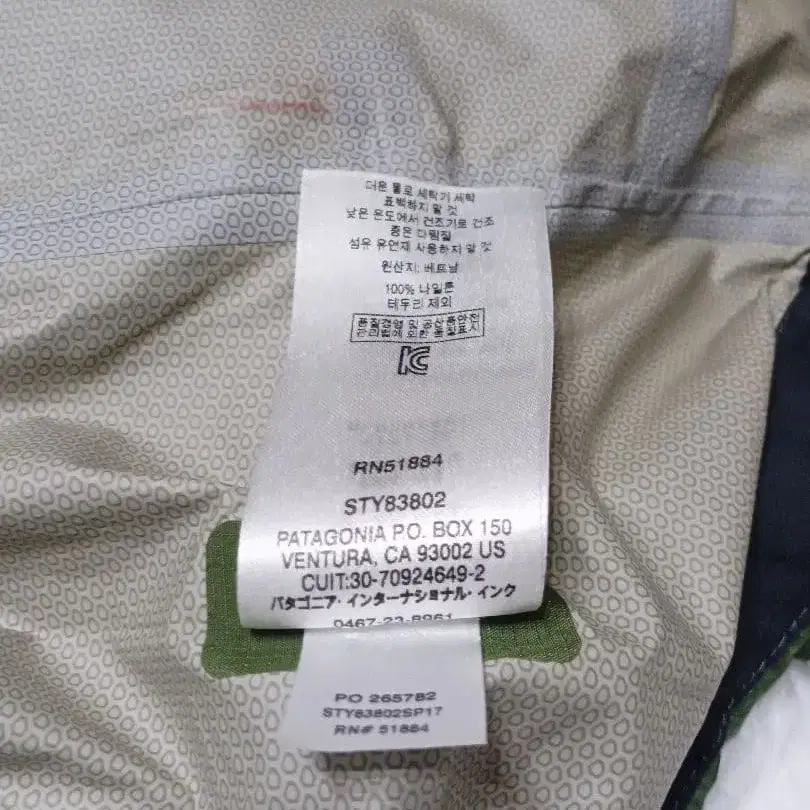 더운 물로 세탁기 세탁
표백하지 말 것
낮은 온도에서 건조기로 건조
중은 다림질
섬유 유연제 사용하지 말 것
원산지: 베트남
100% 나일론
테두리 제외
품질경영 및 공산품안전
관리법에 의한 품질표시
RN51884
STY83802
PATAGONIA P.O. BOX 150
VENTURA, CA 93002 US
CUIT:30-70924649-2
パタゴニア・インターナショナル・インク
0467-23-8961
PO 265782
STY83802SP17
RN# 51884